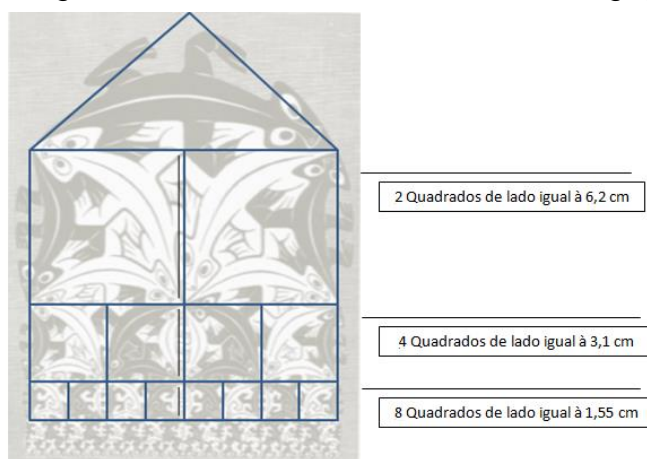 2 Quadrados de lado igual à 6,2 cm
4 Quadrados de lado igual à 3,1 cm
8 Quadrados de lado igual à 1,55 cm